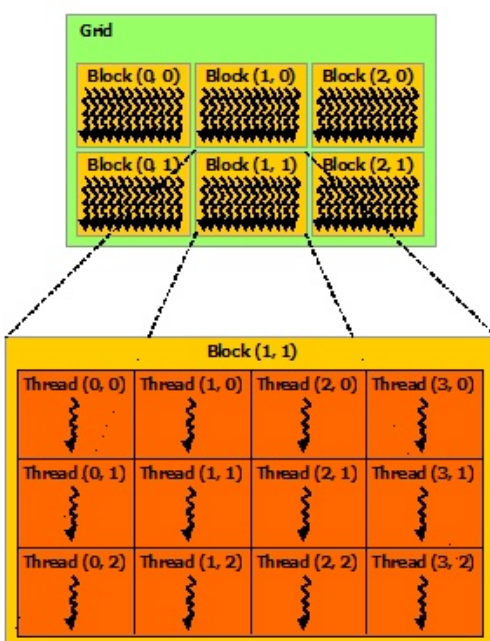 Grid
Block (0, 0) Block (1, 0) Block (2, 0)
Block (0, 1) Block (1, 1) Block (2, 1)
Block (1, 1)
Thread (0, 0) Thread (1, 0) Thread (2, 0) Thread (3, 0)
Thread (0, 1) Thread (1, 1) Thread (2, 1) Thread (3, 1)
Thread (0, 2) Thread (1, 2) Thread (2, 2) Thread (3, 2)